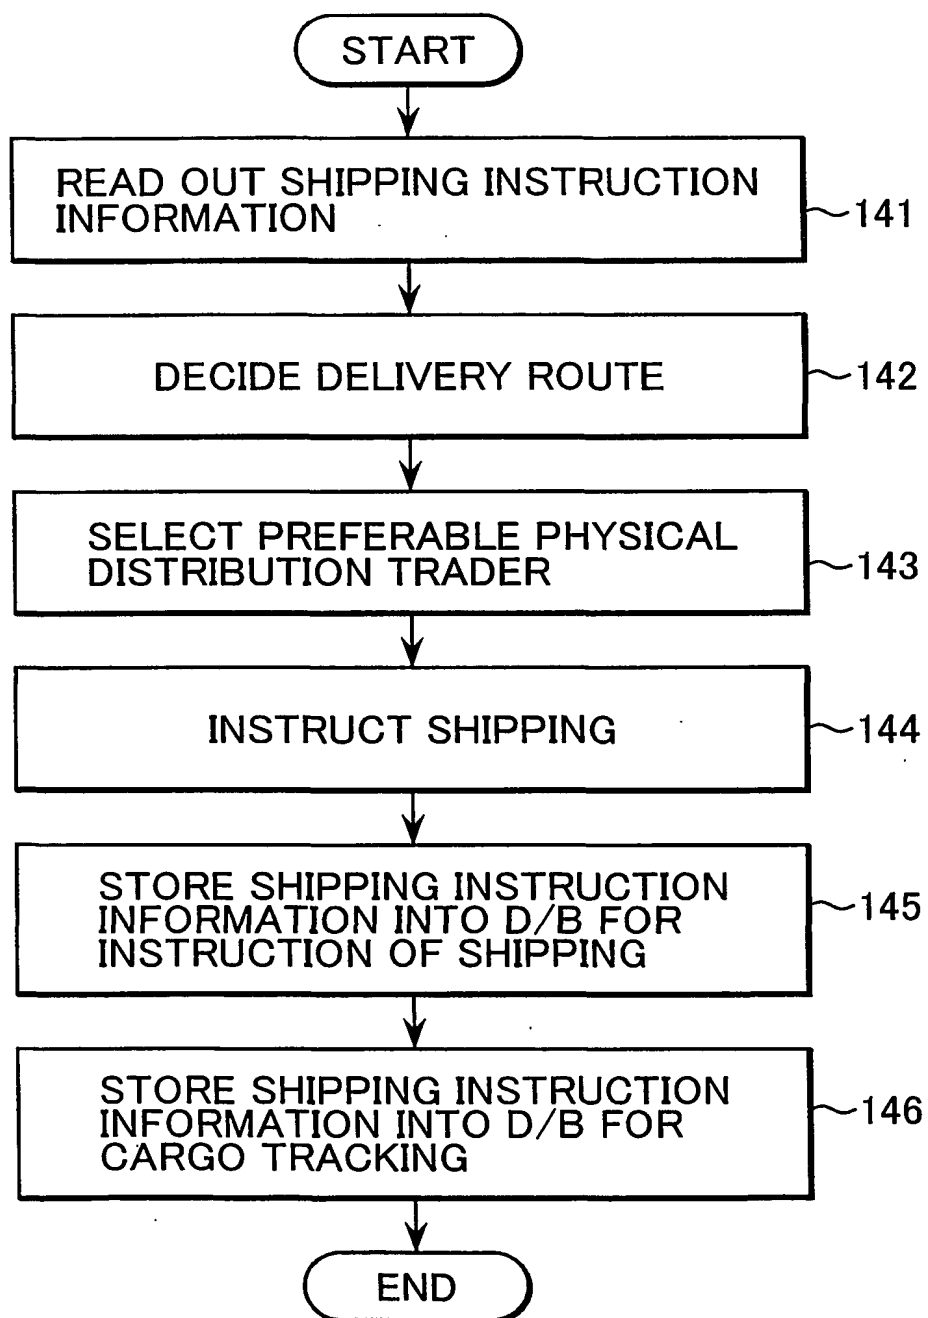 START
READ OUT SHIPPING INSTRUCTION
INFORMATION
141
DECIDE DELIVERY ROUTE
142
SELECT PREFERABLE PHYSICAL
DISTRIBUTION TRADER
143
INSTRUCT SHIPPING
144
STORE SHIPPING INSTRUCTION
INFORMATION INTO D/B FOR
INSTRUCTION OF SHIPPING
145
STORE SHIPPING INSTRUCTION
INFORMATION INTO D/B FOR
CARGO TRACKING
146
END